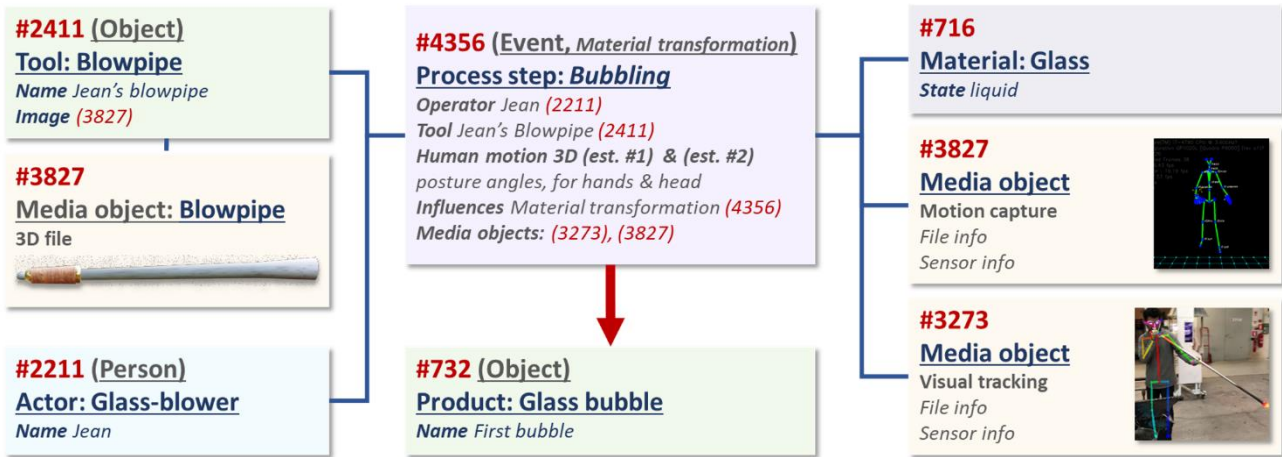 #2411 (Object)
Tool: Blowpipe
Name Jean's blowpipe
Image (3827)
#3827
Media object: Blowpipe
3D file
#2211 (Person)
Actor: Glass-blower
Name Jean
#4356 (Event, Material transformation)
Process step: Bubbling
Operator Jean (2211)
Tool Jean's Blowpipe (2411)
Human motion 3D (est. #1) & (est. #2)
posture angles, for hands & head
Influences Material transformation (4356)
Media objects: (3273), (3827)
#732 (Object)
Product: Glass bubble
Name First bubble
#716
Material: Glass
State liquid
#3827
Media object
Motion capture
File info
Sensor info
#3273
Media object
Visual tracking
File info
Sensor info